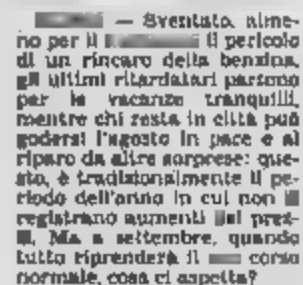 — Sventato, alme-
no per il il pericolo
di un rincaro della benzina,
gli ultimi ritardatari partono
per le vacanze tranquilli,
mentre chi resta in città può
godersi l'agosto in pace e al
riparo da altre sorprese: que-
sto, è tradizionalmente il pe-
riodo dell'anno in cui non
registrano aumenti
Ma a settembre, quando
tutto riprenderà il corso
normale, cosa ci aspetta?